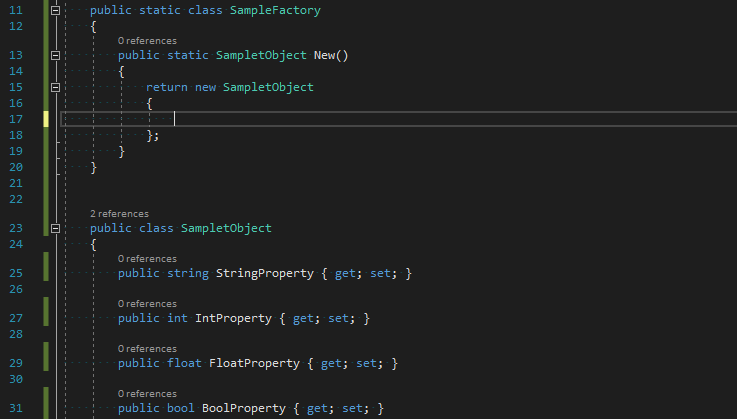 11 public static class SampleFactory
12 {
0 references
13 public static SampletObject New()
14 {
15 return new SampletObject
16 {
17
18 };
19 }
20 }
21
22
2 references
23 public class SampletObject
24 {
0 references
25 public string StringProperty { get; set; }
26
0 references
27 public int IntProperty { get; set; }
28
0 references
29 public float FloatProperty { get; set; }
30
0 references
31 public bool BoolProperty { get; set; }